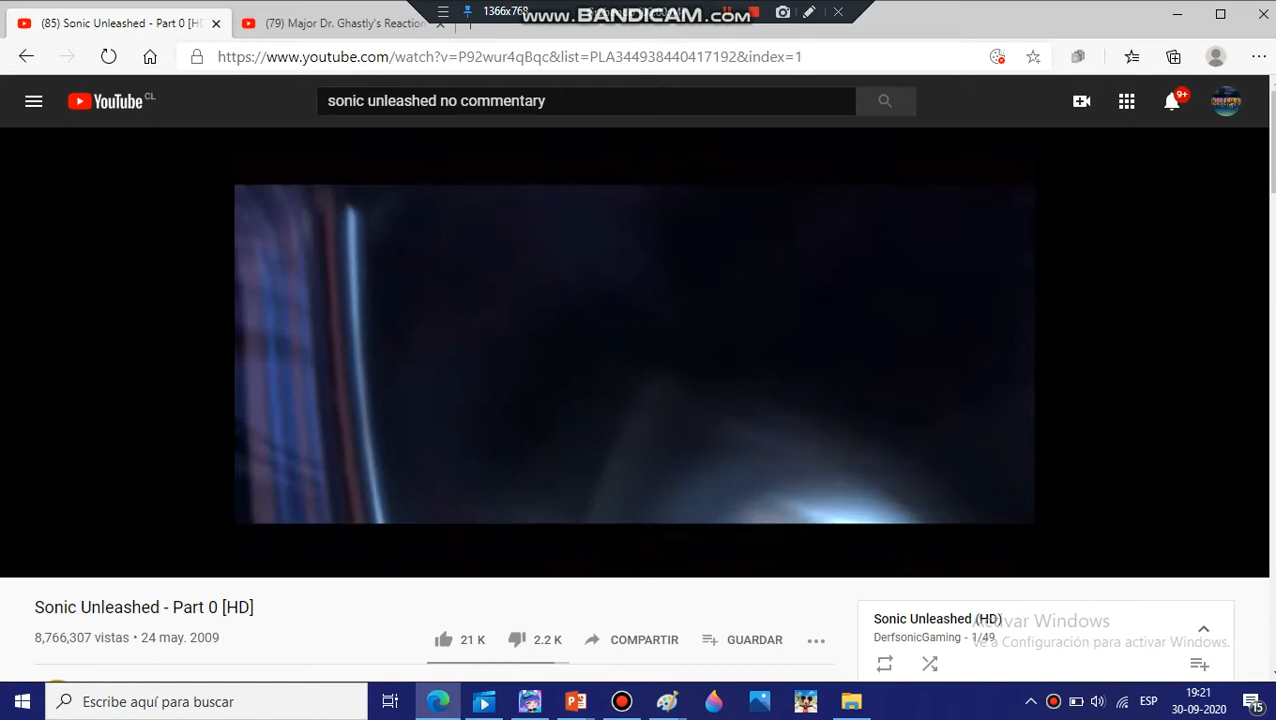 1366x768
www.BANDICAM.com
(85) Sonic Unleashed - Part 0 [H
(79) Major Dr. Ghastly's Reaction
https://www.youtube.com/watch?v=P92wur4qBqc&list=PLA344938440417192&index=1
YouTube CL
sonic unleashed no commentary
9+
Sonic Unleashed - Part 0 [HD]
8,766,307 vistas • 24 may. 2009
21 K
2.2 K
COMPARTIR
GUARDAR
Sonic Unleashed (HD)
DerfsonicGaming - 1/49
Activar Windows
Ve a Configuración para activar Windows.
Escribe aquí para buscar
ESP
19:21
30-09-2020
15